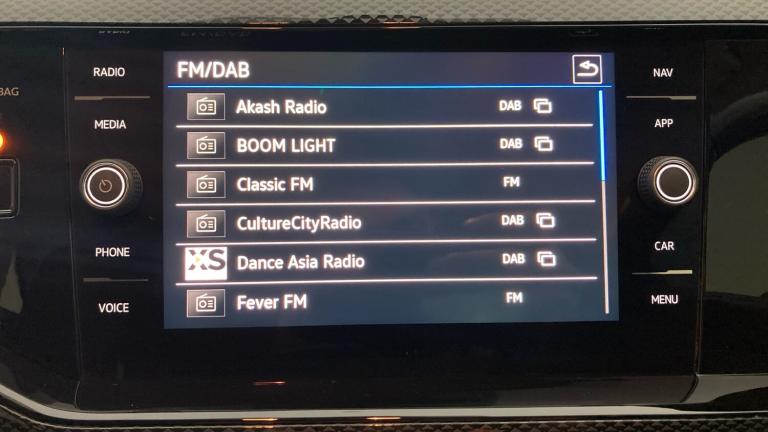 RADIO
MEDIA
PHONE
VOICE
FM/DAB
Akash Radio DAB
BOOM LIGHT DAB
Classic FM FM
CultureCityRadio DAB
XS Dance Asia Radio DAB
Fever FM FM
NAV
APP
CAR
MENU
BAG